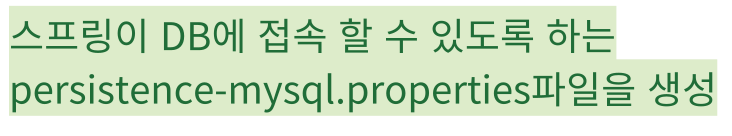 스프링이 DB에 접속 할 수 있도록 하는
persistence-mysql.properties파일을 생성